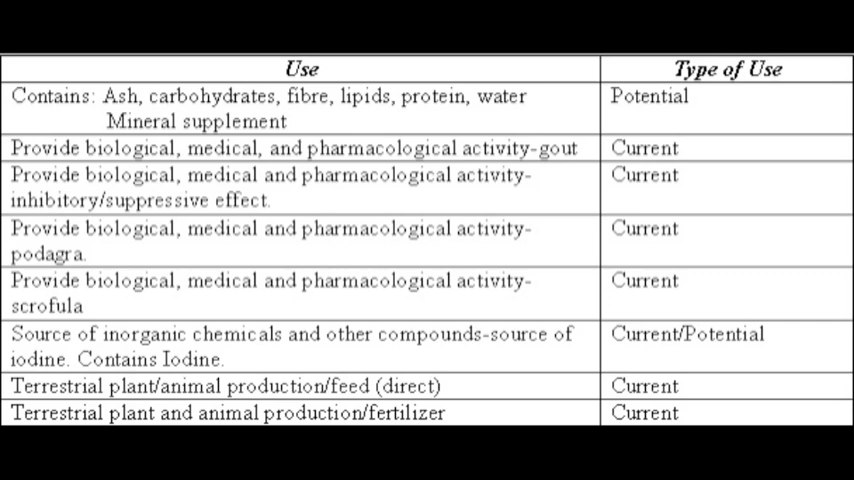 Use Type of Use
Contains: Ash, carbohydrates, fibre, lipids, protein, water Potential
Mineral supplement
Provide biological, medical, and pharmacological activity-gout Current
Provide biological, medical and pharmacological activity- Current
inhibitory/suppressive effect.
Provide biological, medical and pharmacological activity- Current
podagra.
Provide biological, medical and pharmacological activity- Current
scrofula
Source of inorganic chemicals and other compounds-source of Current/Potential
iodine. Contains Iodine.
Terrestrial plant/animal production/feed (direct) Current
Terrestrial plant and animal production/fertilizer Current